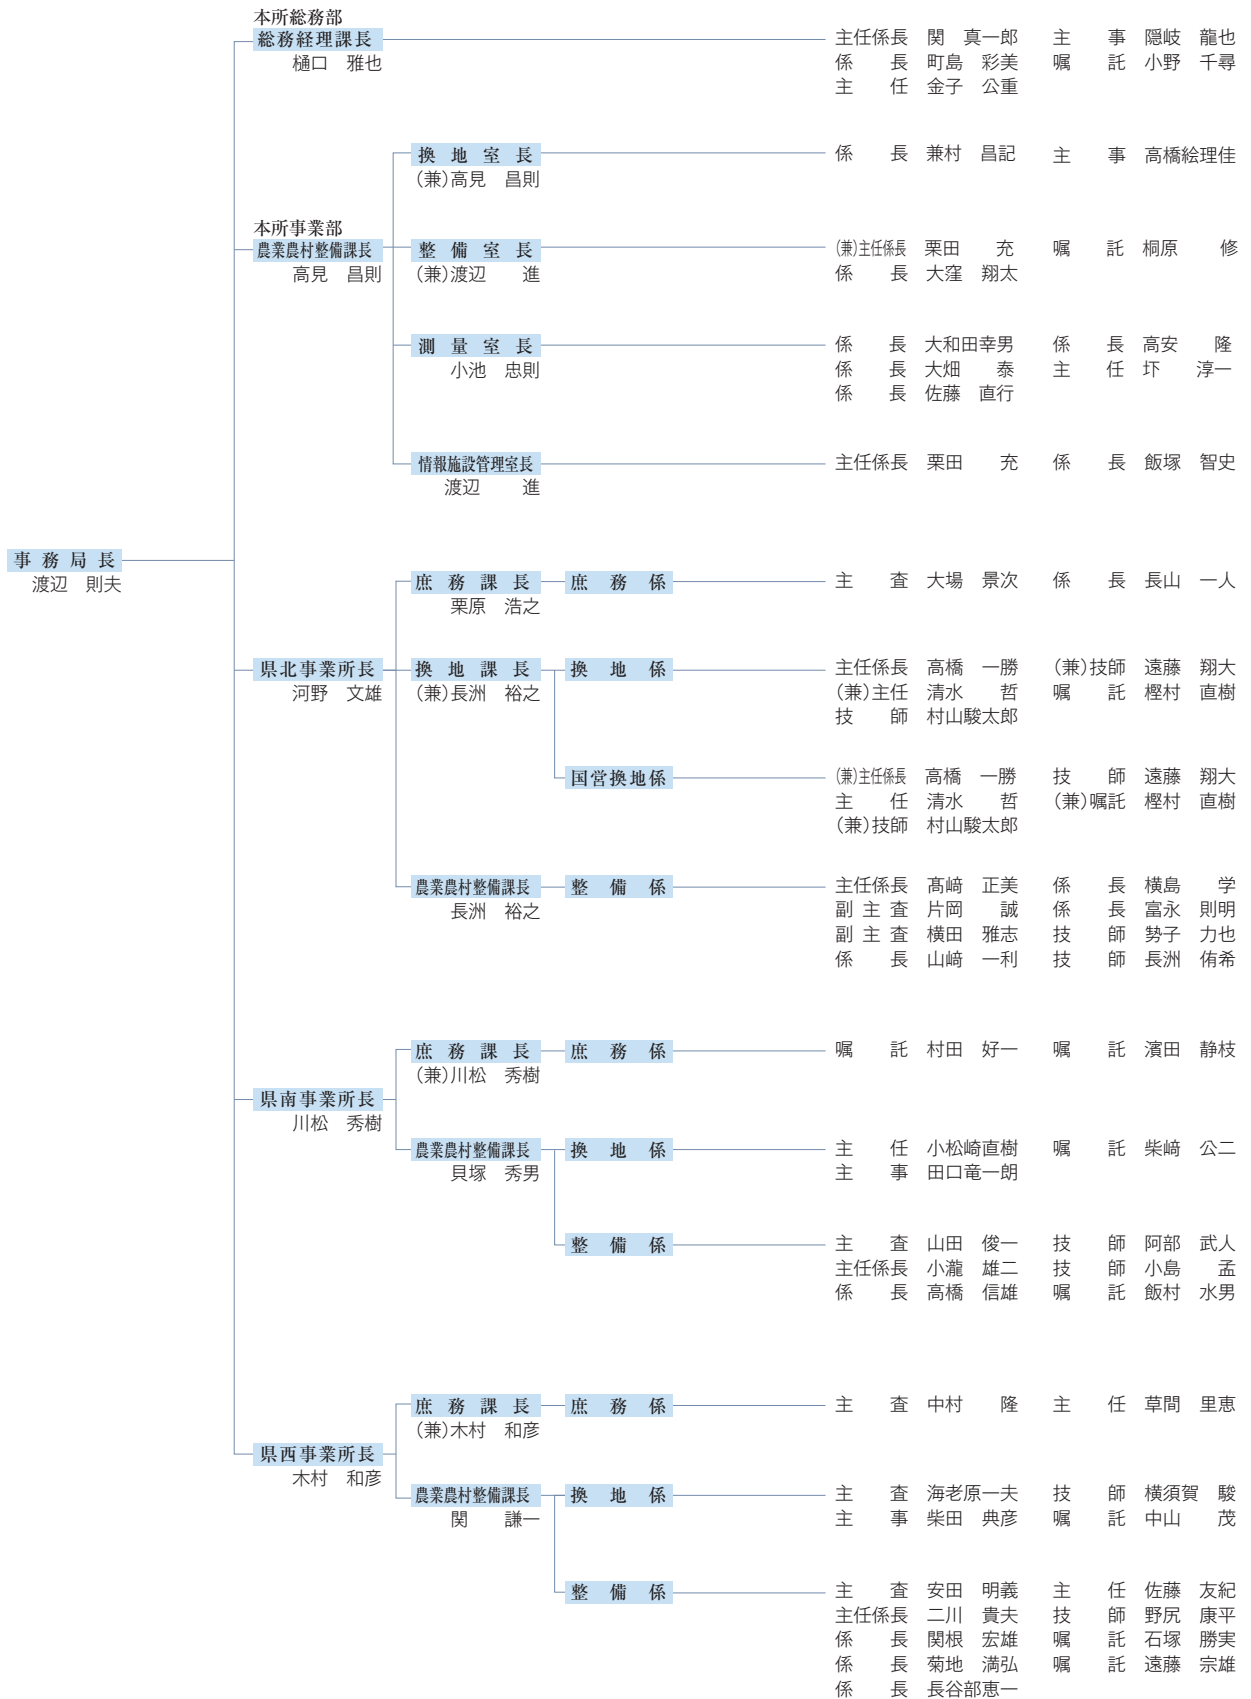 本所総務部
総務経理課長
樋口　雅也
主任係長　関　真一郎　主　事　隠岐　龍也
係　長　町島　彩美　嘱　託　小野　千尋
主　任　金子　公重
換地室長
(兼)高見　昌則
係　長　兼村　昌記　主　事　高橋絵理佳
本所事業部
農業農村整備課長
高見　昌則
整備室長
(兼)渡辺　進
(兼)主任係長　栗田　充　嘱　託　桐原　修
係　長　大窪　翔太
測量室長
小池　忠則
係　長　大和田幸男　係　長　高安　隆
係　長　大畑　泰　主　任　圷　淳一
係　長　佐藤　直行
情報施設管理室長
渡辺　進
主任係長　栗田　充　係　長　飯塚　智史
事務局長
渡辺　則夫
庶務課長　庶務係
栗原　浩之
主　査　大場　景次　係　長　長山　一人
県北事業所長
河野　文雄
換地課長　換地係
(兼)長洲　裕之
主任係長　高橋　一勝　(兼)技師　遠藤　翔大
(兼)主任　清水　哲　嘱　託　樫村　直樹
技　師　村山駿太郎
国営換地係
(兼)主任係長　高橋　一勝　技　師　遠藤　翔大
主　任　清水　哲　(兼)嘱託　樫村　直樹
(兼)技師　村山駿太郎
農業農村整備課長　整備係
長洲　裕之
主任係長　髙﨑　正美　係　長　横島　学
副主査　片岡　誠　係　長　富永　則明
副主査　横田　雅志　技　師　勢子　力也
係　長　山﨑　一利　技　師　長洲　侑希
庶務課長　庶務係
(兼)川松　秀樹
嘱　託　村田　好一　嘱　託　濱田　静枝
県南事業所長
川松　秀樹
農業農村整備課長　換地係
貝塚　秀男
主　任　小松崎直樹　嘱　託　柴﨑　公二
主　事　田口竜一朗
整備係
主　査　山田　俊一　技　師　阿部　武人
主任係長　小瀧　雄二　技　師　小島　孟
係　長　高橋　信雄　嘱　託　飯村　水男
庶務課長　庶務係
(兼)木村　和彦
主　査　中村　隆　主　任　草間　里恵
県西事業所長
木村　和彦
農業農村整備課長　換地係
関　謙一
主　査　海老原一夫　技　師　横須賀　駿
主　事　柴田　典彦　嘱　託　中山　茂
整備係
主　査　安田　明義　主　任　佐藤　友紀
主任係長　二川　貴夫　技　師　野尻　康平
係　長　関根　宏雄　嘱　託　石塚　勝実
係　長　菊地　満弘　嘱　託　遠藤　宗雄
係　長　長谷部恵一